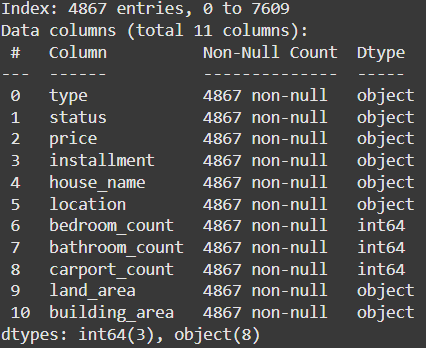 Index: 4867 entries, 0 to 7609
Data columns (total 11 columns):
 #   Column          Non-Null Count  Dtype
---  ------          --------------  -----
 0   type            4867 non-null   object
 1   status          4867 non-null   object
 2   price           4867 non-null   object
 3   installment     4867 non-null   object
 4   house_name      4867 non-null   object
 5   location        4867 non-null   object
 6   bedroom_count   4867 non-null   int64
 7   bathroom_count  4867 non-null   int64
 8   carport_count   4867 non-null   int64
 9   land_area       4867 non-null   object
 10  building_area   4867 non-null   object
dtypes: int64(3), object(8)